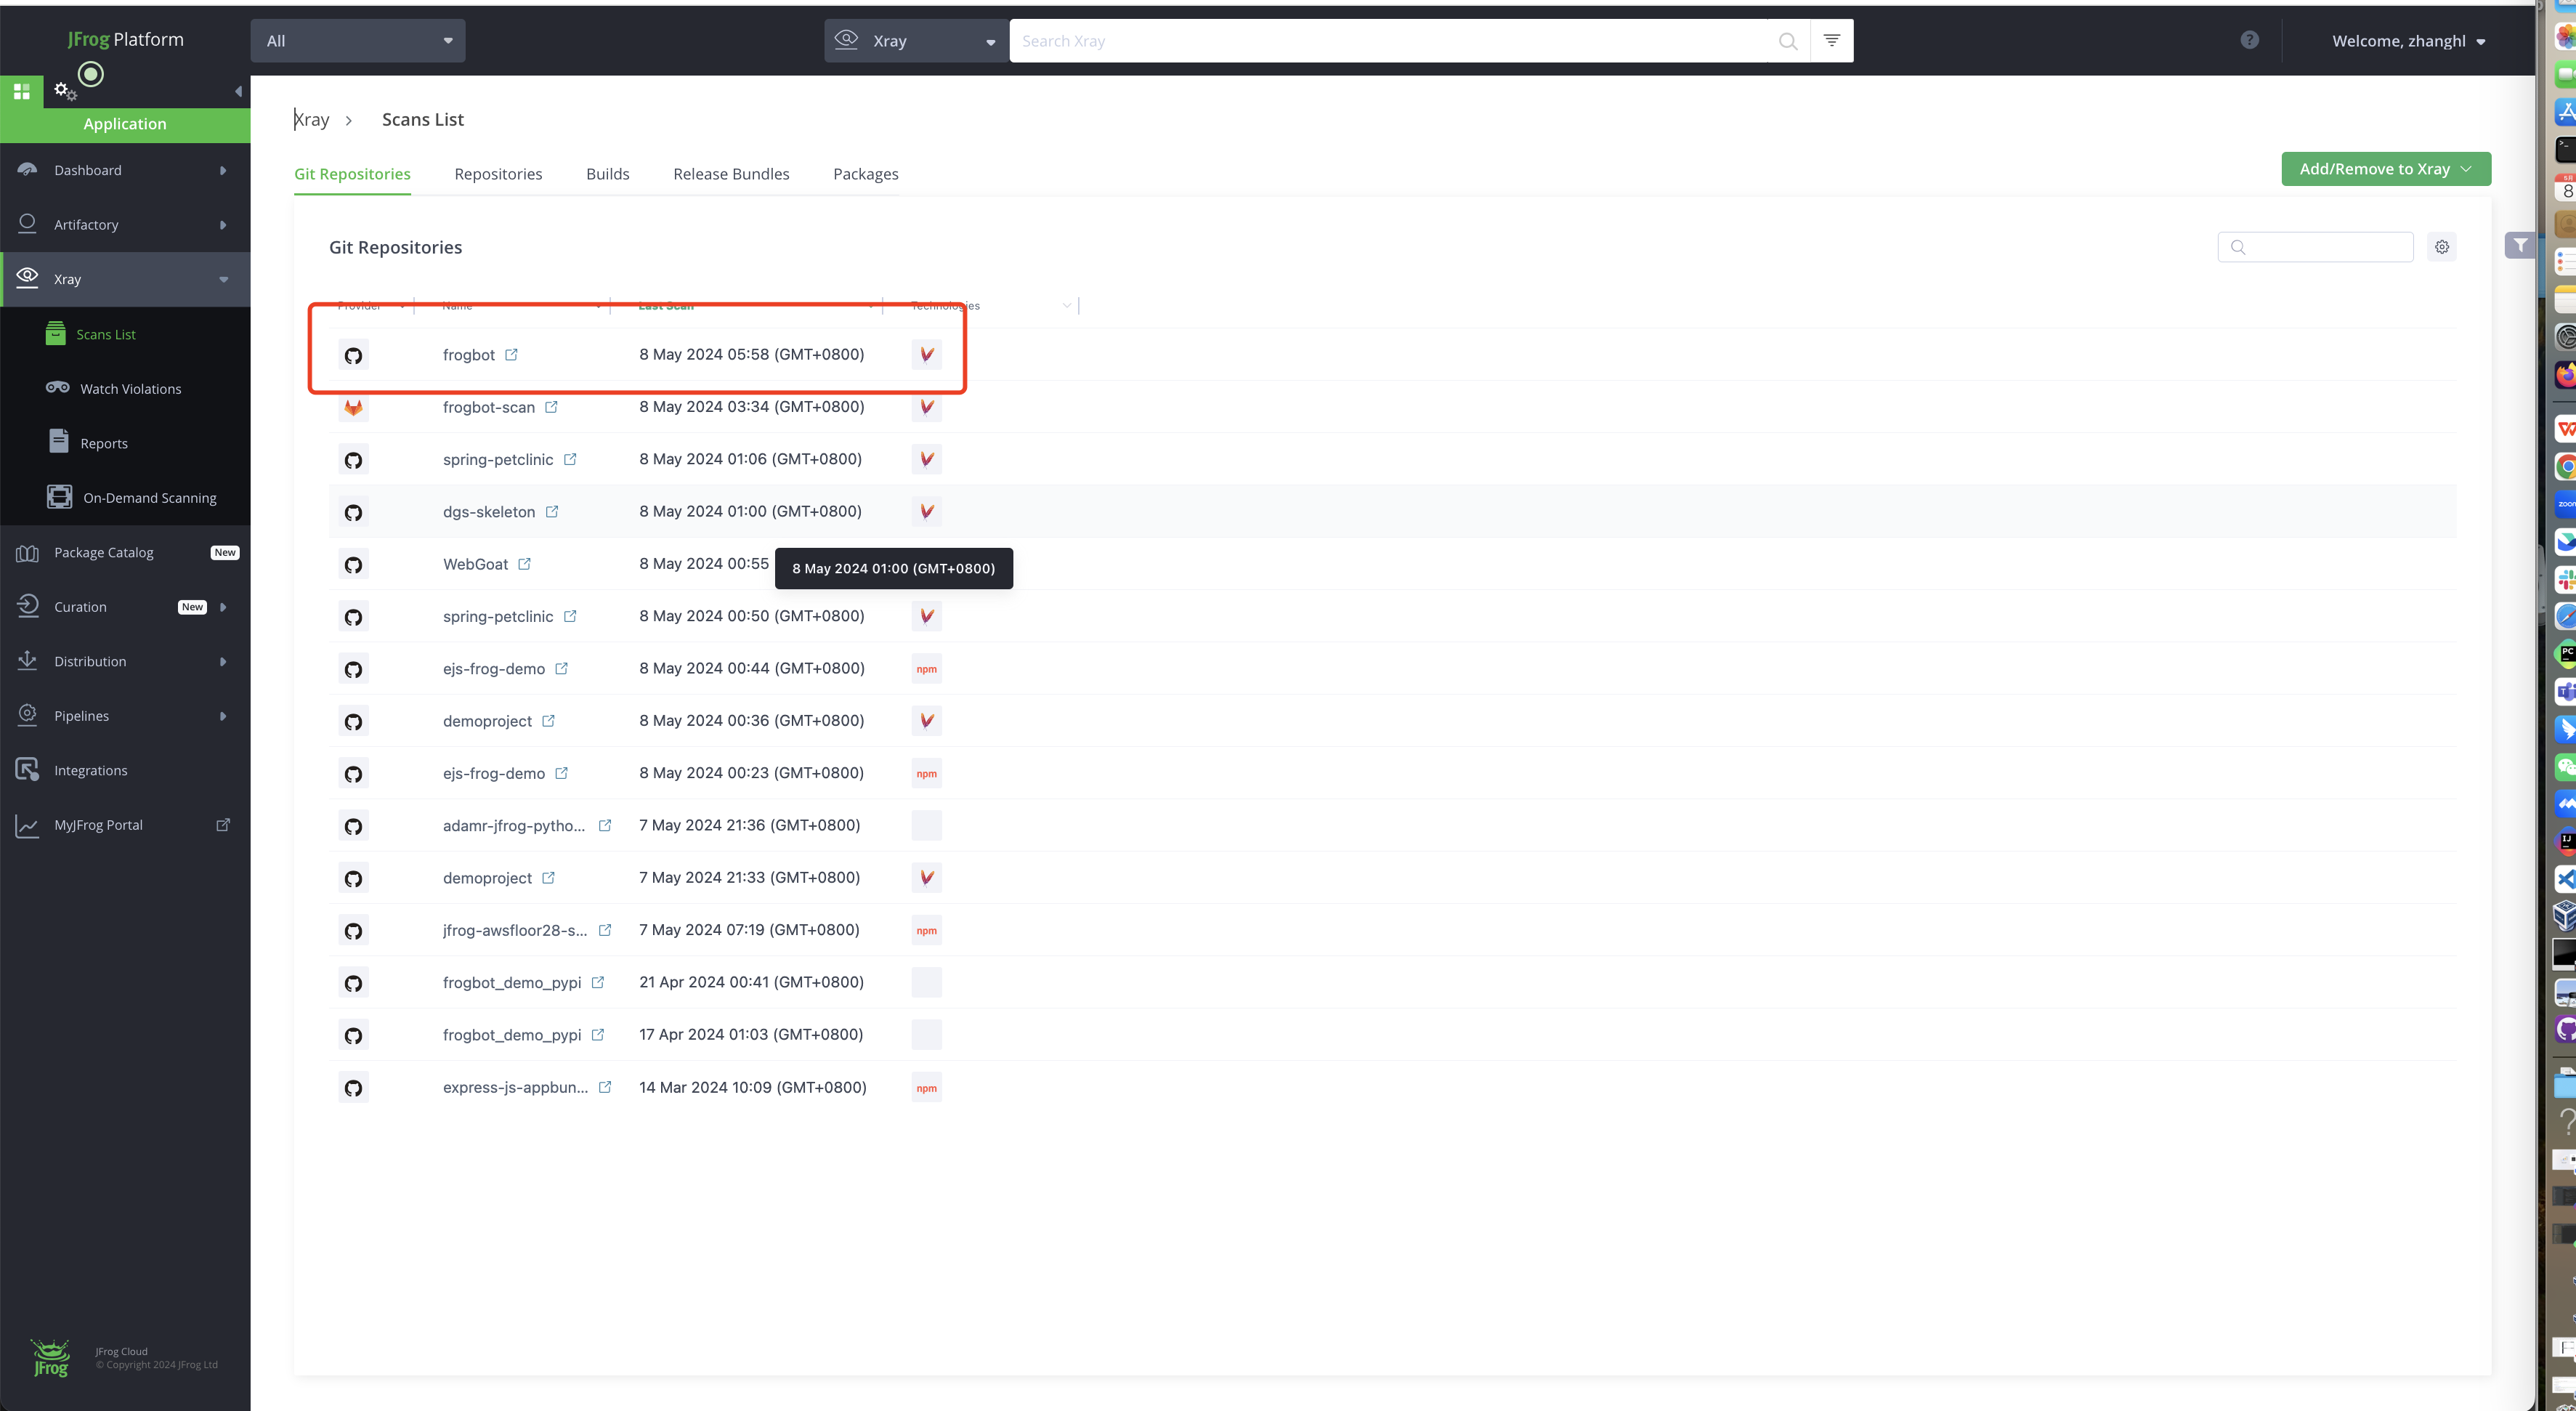 JFrog Platform
All
Xray
Search Xray
Welcome, zhanghl
Application
Dashboard
Artifactory
Xray
Scans List
Watch Violations
Reports
On-Demand Scanning
Package Catalog New
Curation New
Distribution
Pipelines
Integrations
MyJFrog Portal
JFrog
JFrog Cloud
© Copyright 2024 JFrog Ltd
Xray > Scans List
Git Repositories Repositories Builds Release Bundles Packages
Add/Remove to Xray
Git Repositories
Provider Name Last Scan Technologies
frogbot 8 May 2024 05:58 (GMT+0800)
frogbot-scan 8 May 2024 03:34 (GMT+0800)
spring-petclinic 8 May 2024 01:06 (GMT+0800)
dgs-skeleton 8 May 2024 01:00 (GMT+0800)
WebGoat 8 May 2024 00:55
8 May 2024 01:00 (GMT+0800)
spring-petclinic 8 May 2024 00:50 (GMT+0800)
ejs-frog-demo 8 May 2024 00:44 (GMT+0800) npm
demoproject 8 May 2024 00:36 (GMT+0800)
ejs-frog-demo 8 May 2024 00:23 (GMT+0800) npm
adamr-jfrog-pytho... 7 May 2024 21:36 (GMT+0800)
demoproject 7 May 2024 21:33 (GMT+0800)
jfrog-awsfloor28-s... 7 May 2024 07:19 (GMT+0800) npm
frogbot_demo_pypi 21 Apr 2024 00:41 (GMT+0800)
frogbot_demo_pypi 17 Apr 2024 01:03 (GMT+0800)
express-js-appbun... 14 Mar 2024 10:09 (GMT+0800) npm
8
zoom
PC
IJ